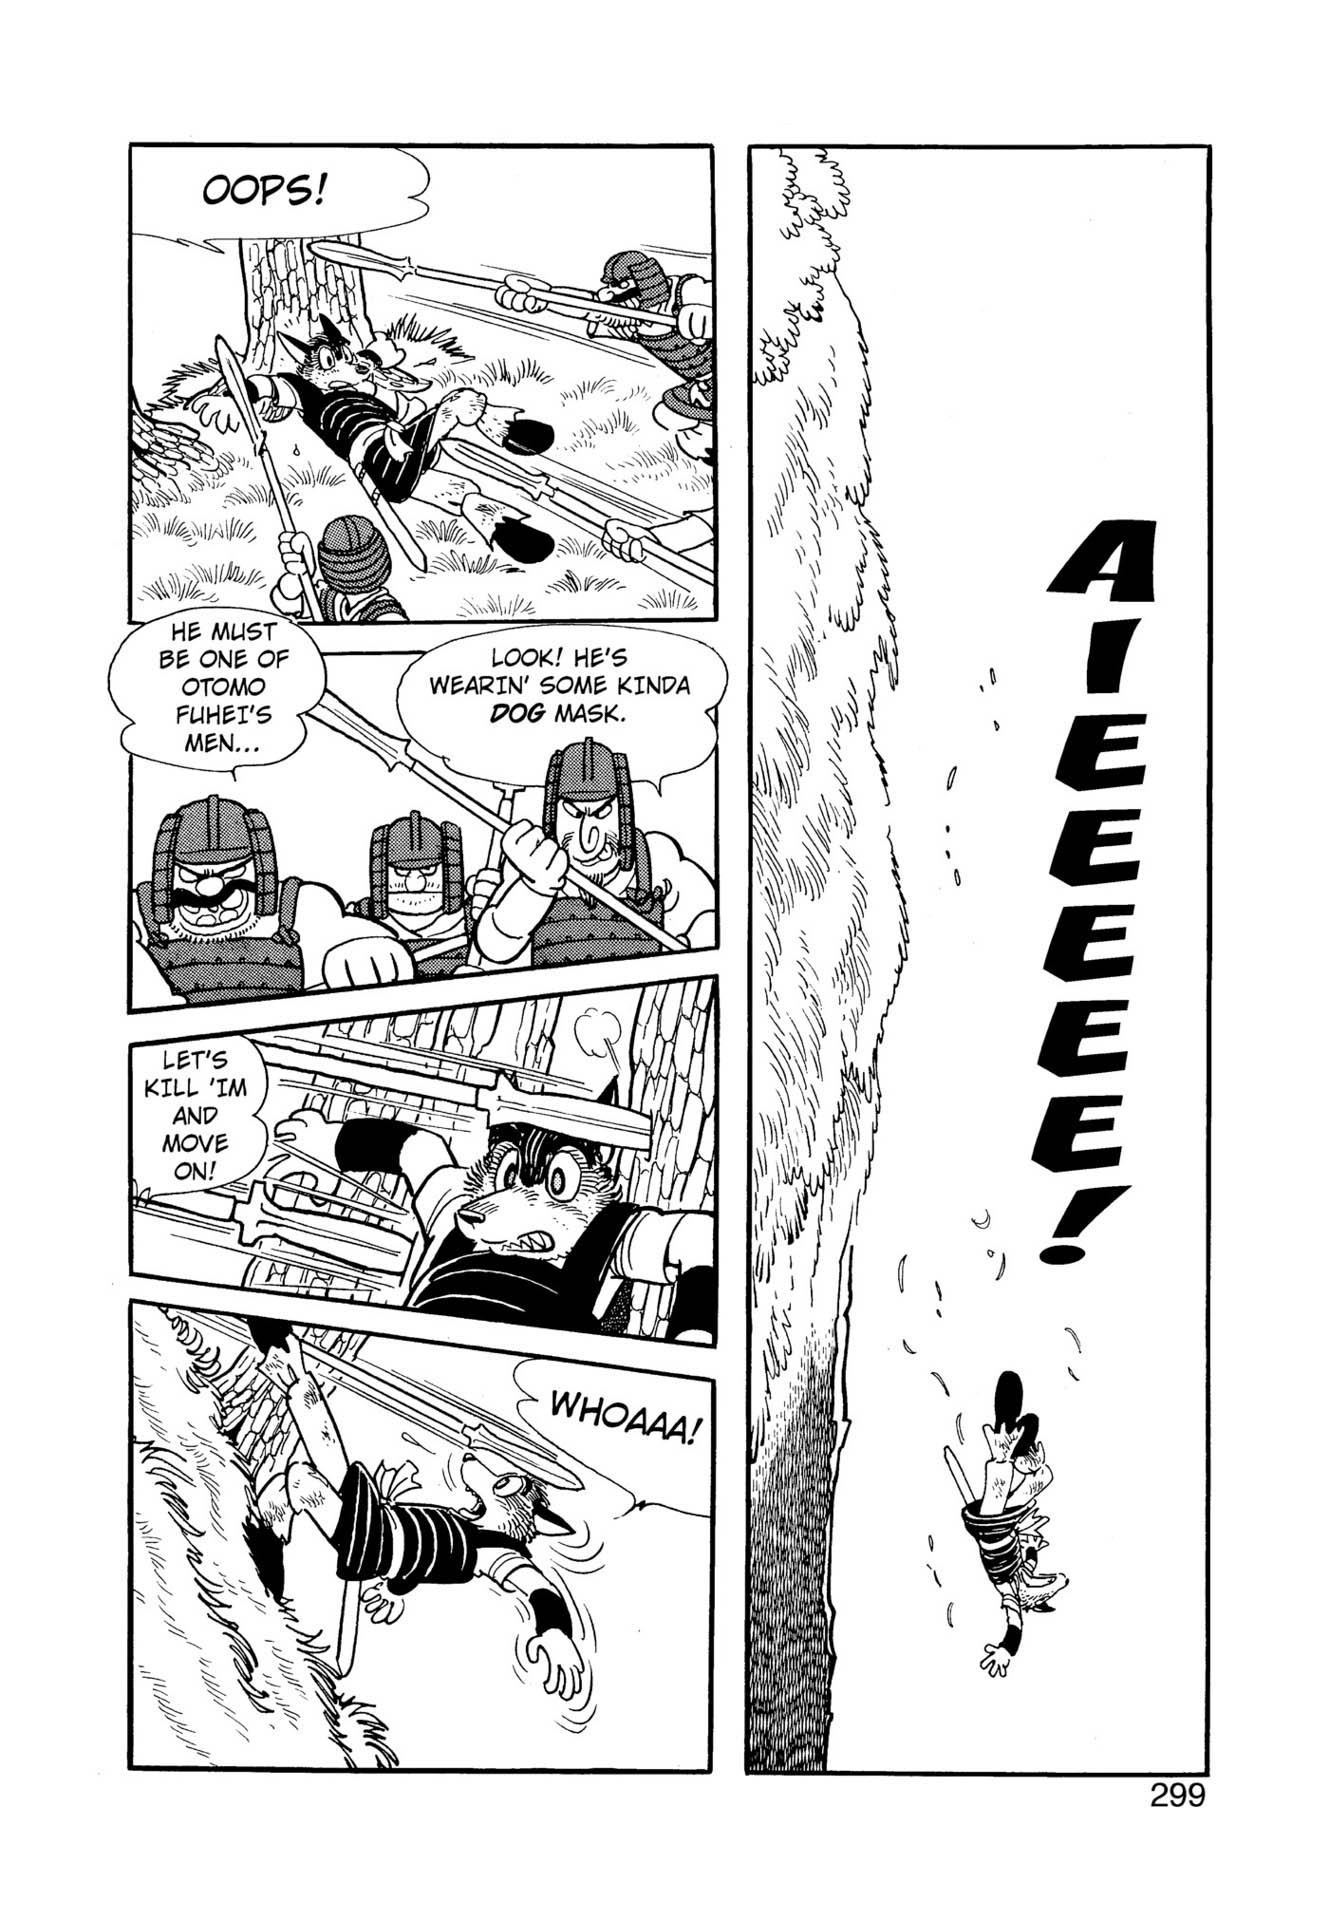 OOPS!
HE MUST
BE ONE OF
OTOMO
FUHEI'S
MEN...
LOOK! HE'S
WEARIN' SOME KINDA
DOG MASK.
LET'S
KILL 'IM
AND
MOVE
ON!
WHOAAA!
AIEEEEE!
299